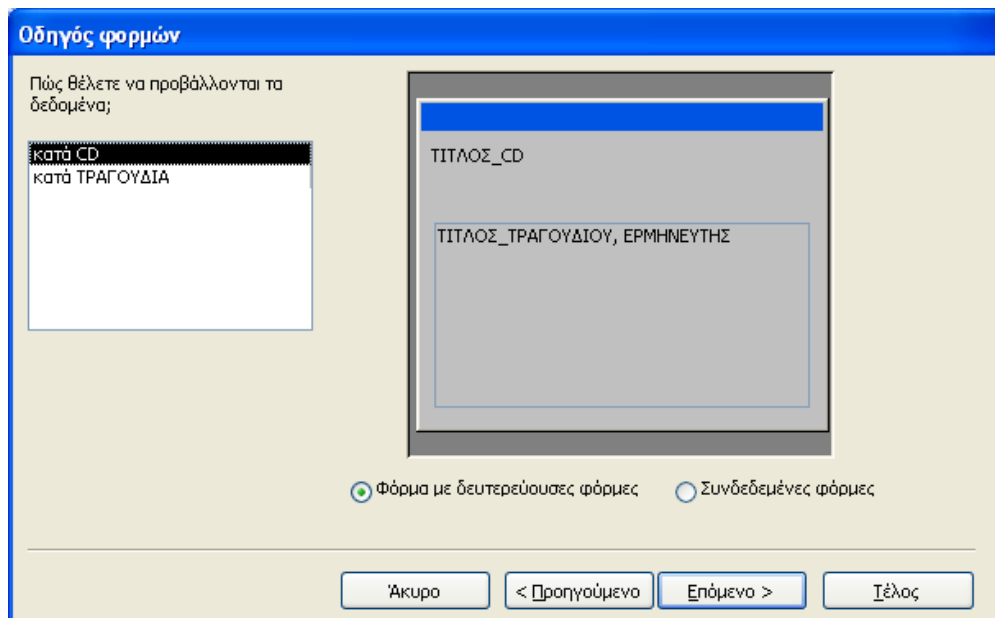 Οδηγός φορμών
Πώς θέλετε να προβάλλονται τα
δεδομένα;
κατά CD
κατά ΤΡΑΓΟΥΔΙΑ
ΤΙΤΛΟΣ_CD
ΤΙΤΛΟΣ_ΤΡΑΓΟΥΔΙΟΥ, ΕΡΜΗΝΕΥΤΗΣ
Φόρμα με δευτερεύουσες φόρμες
Συνδεδεμένες φόρμες
Άκυρο
< Προηγούμενο
Επόμενο >
Τέλος